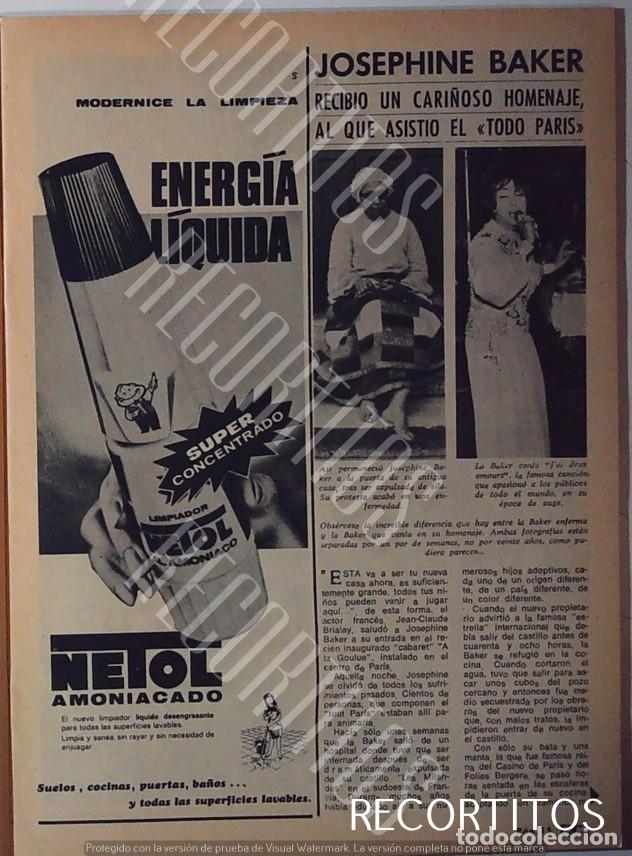 5
MODERNICE LA LIMPIEZA
ENERGÍA
LÍQUIDA
SUPER
CONCENTRADO
LIMPIADOR
NETOL
AMONIACO
NETOL
AMONIACADO
El nuevo limpiador líquido desengrasante
para todas las superficies lavables.
Limpia y sanea, sin rayar y sin necesidad de
enjuagar.
Suelos, cocinas, puertas, baños ...
y todas las superficies lavables.
JOSEPHINE BAKER
RECIBIO UN CARIÑOSO HOMENAJE,
AL QUE ASISTIO EL «TODO PARIS»
Así permaneció Josephine Ba-
ker a la puerta de su antigua
casa, tras ser expulsada de ella.
Su protesta acabó en una en-
fermedad.
La Baker canta "J'ai deux
amours", la famosa canción
que apasionó a los públicos
de todo el mundo, en su
época de auge.
Obsérvese la increíble diferencia que hay entre la Baker enferma
y la Baker que canta en su homenaje. Ambas fotografías están
separadas por un par de semanas, no por veinte años, como pu-
diera parecer...
"ESTA va a ser tu nueva
casa ahora, es suficien-
temente grande, todos tus ni-
ños pueden venir a jugar
aquí...", de esta forma, el
actor francés, Jean-Claude
Brialay, saludó a Josephine
Baker a su entrada en el re-
cién inaugurado "cabaret" "A
la Goulue", instalado en el
centro de París.
Aquella noche, Josephine
se olvidó de todos los sufri-
mientos pasados. Cientos de
personas, que componen el
"Tout París", estaban allí pa-
ra animarla.
Hacía sólo unas semanas
que la Baker salió de un
hospital donde tuvo que ser
internada después de ser
dramáticamente expulsada
de su castillo "Les Milan-
des" en el sudoeste de Fran-
cia. Durante muchos años
había
merosos hijos adoptivos, ca-
da uno de un origen diferen-
te, de un país diferente, de
un color diferente.
Cuando el nuevo propieta-
rio advirtió a la famosa "es-
trella" internacional que de-
bía salir del castillo antes de
cuarenta y ocho horas, la
Baker se refugió en la co-
cina. Cuando cortaron el
agua, tuvo que salir para sa-
car unos cubos del pozo
cercano y entonces fue me-
dio secuestrada por los obre-
ros del nuevo propietario
que, con malos tratos, la im-
pidieron entrar de nuevo en
el castillo.
Con sólo su bata y una
manta, la que fue famosa rei-
na del Casino de París y del
Folies Bergere, se pasó ho-
ras sentada en las escaleras
de la puerta de su cocina
RECORTITOS
RECORTITOS
RECORTITOS
RECORTITOS
todocoleccion
Protegido con la versión de prueba de Visual Watermark. La versión completa no pone esta marca.